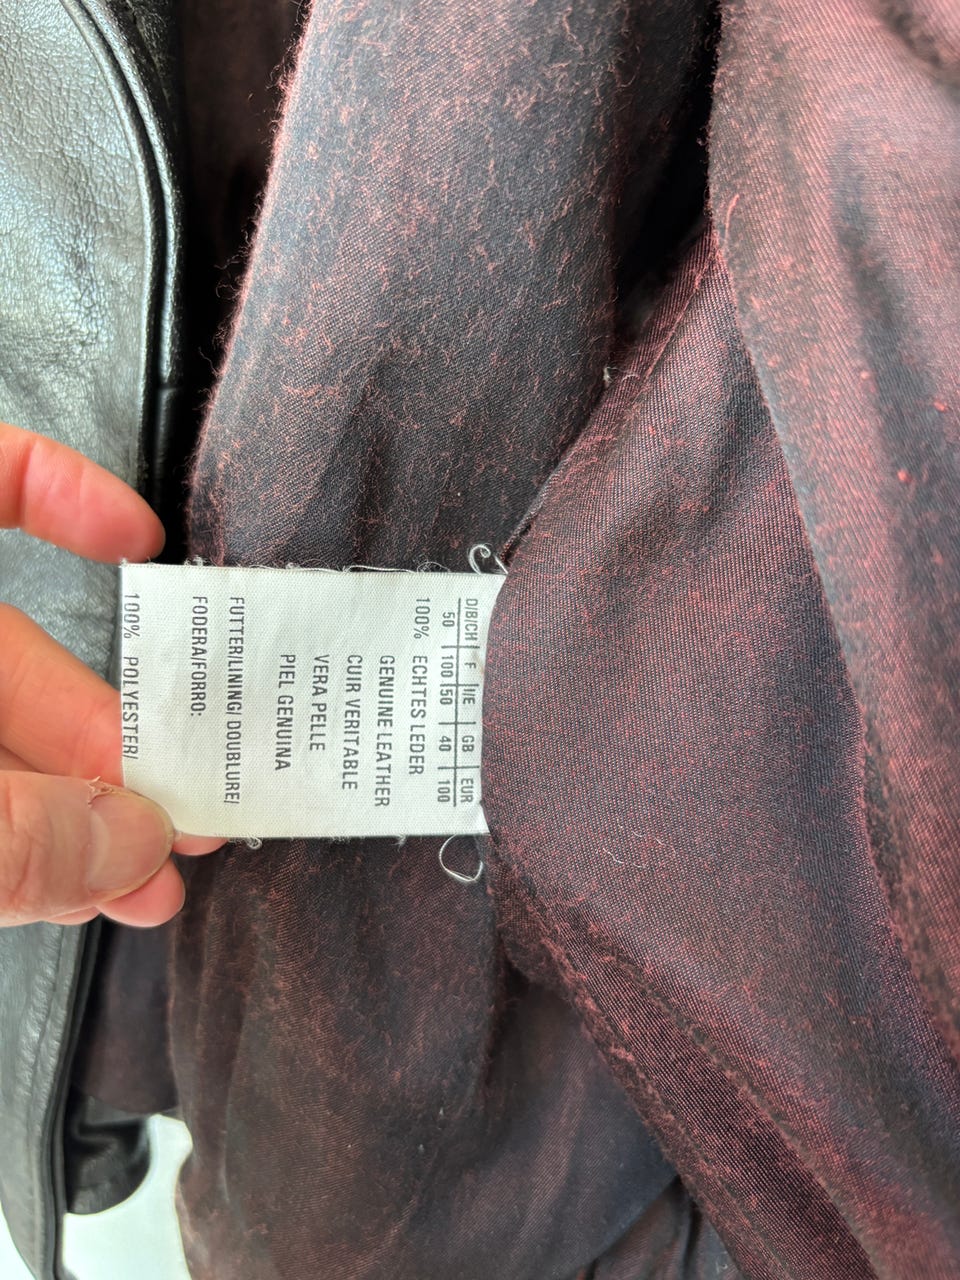 D/B/CH | F | I/E | GB | EUR
50 | 100 | 50 | 40 | 100
100% ECHTES LEDER
GENUINE LEATHER
CUIR VERITABLE
VERA PELLE
PIEL GENUINA
FUTTER/LINING/ DOUBLURE/
FODERA/FORRO:
100% POLYESTER/